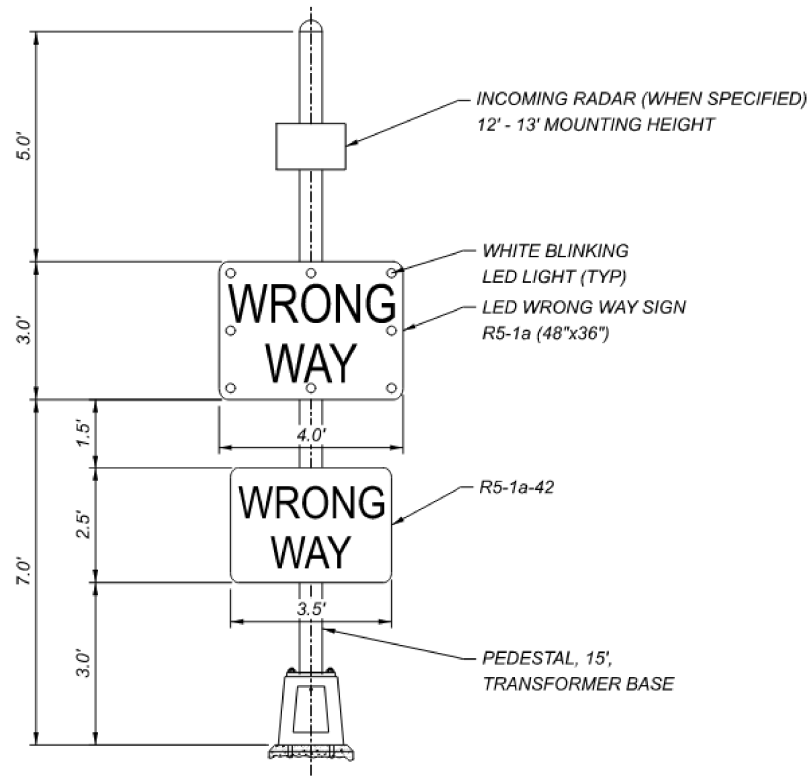 INCOMING RADAR (WHEN SPECIFIED)
12' - 13' MOUNTING HEIGHT
5.0'
WHITE BLINKING
LED LIGHT (TYP)
LED WRONG WAY SIGN
R5-1a (48"x36")
WRONG
WAY
3.0'
4.0'
1.5'
R5-1a-42
WRONG
WAY
2.5'
7.0'
3.5'
3.0'
PEDESTAL, 15',
TRANSFORMER BASE